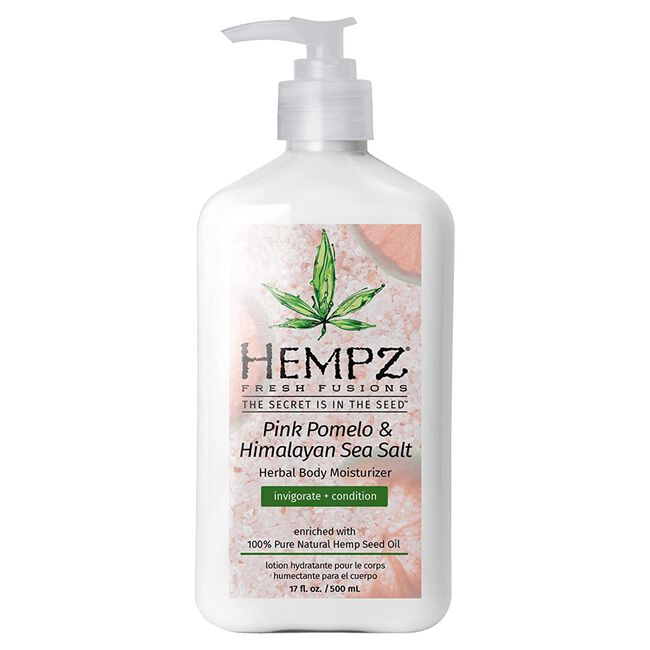 HEMPZ®
FRESH FUSIONS
THE SECRET IS IN THE SEED™
Pink Pomelo &
Himalayan Sea Salt
Herbal Body Moisturizer
invigorate + condition
enriched with
100% Pure Natural Hemp Seed Oil
lotion hydratante pour le corps
humectante para el cuerpo
17 fl. oz. / 500 mL